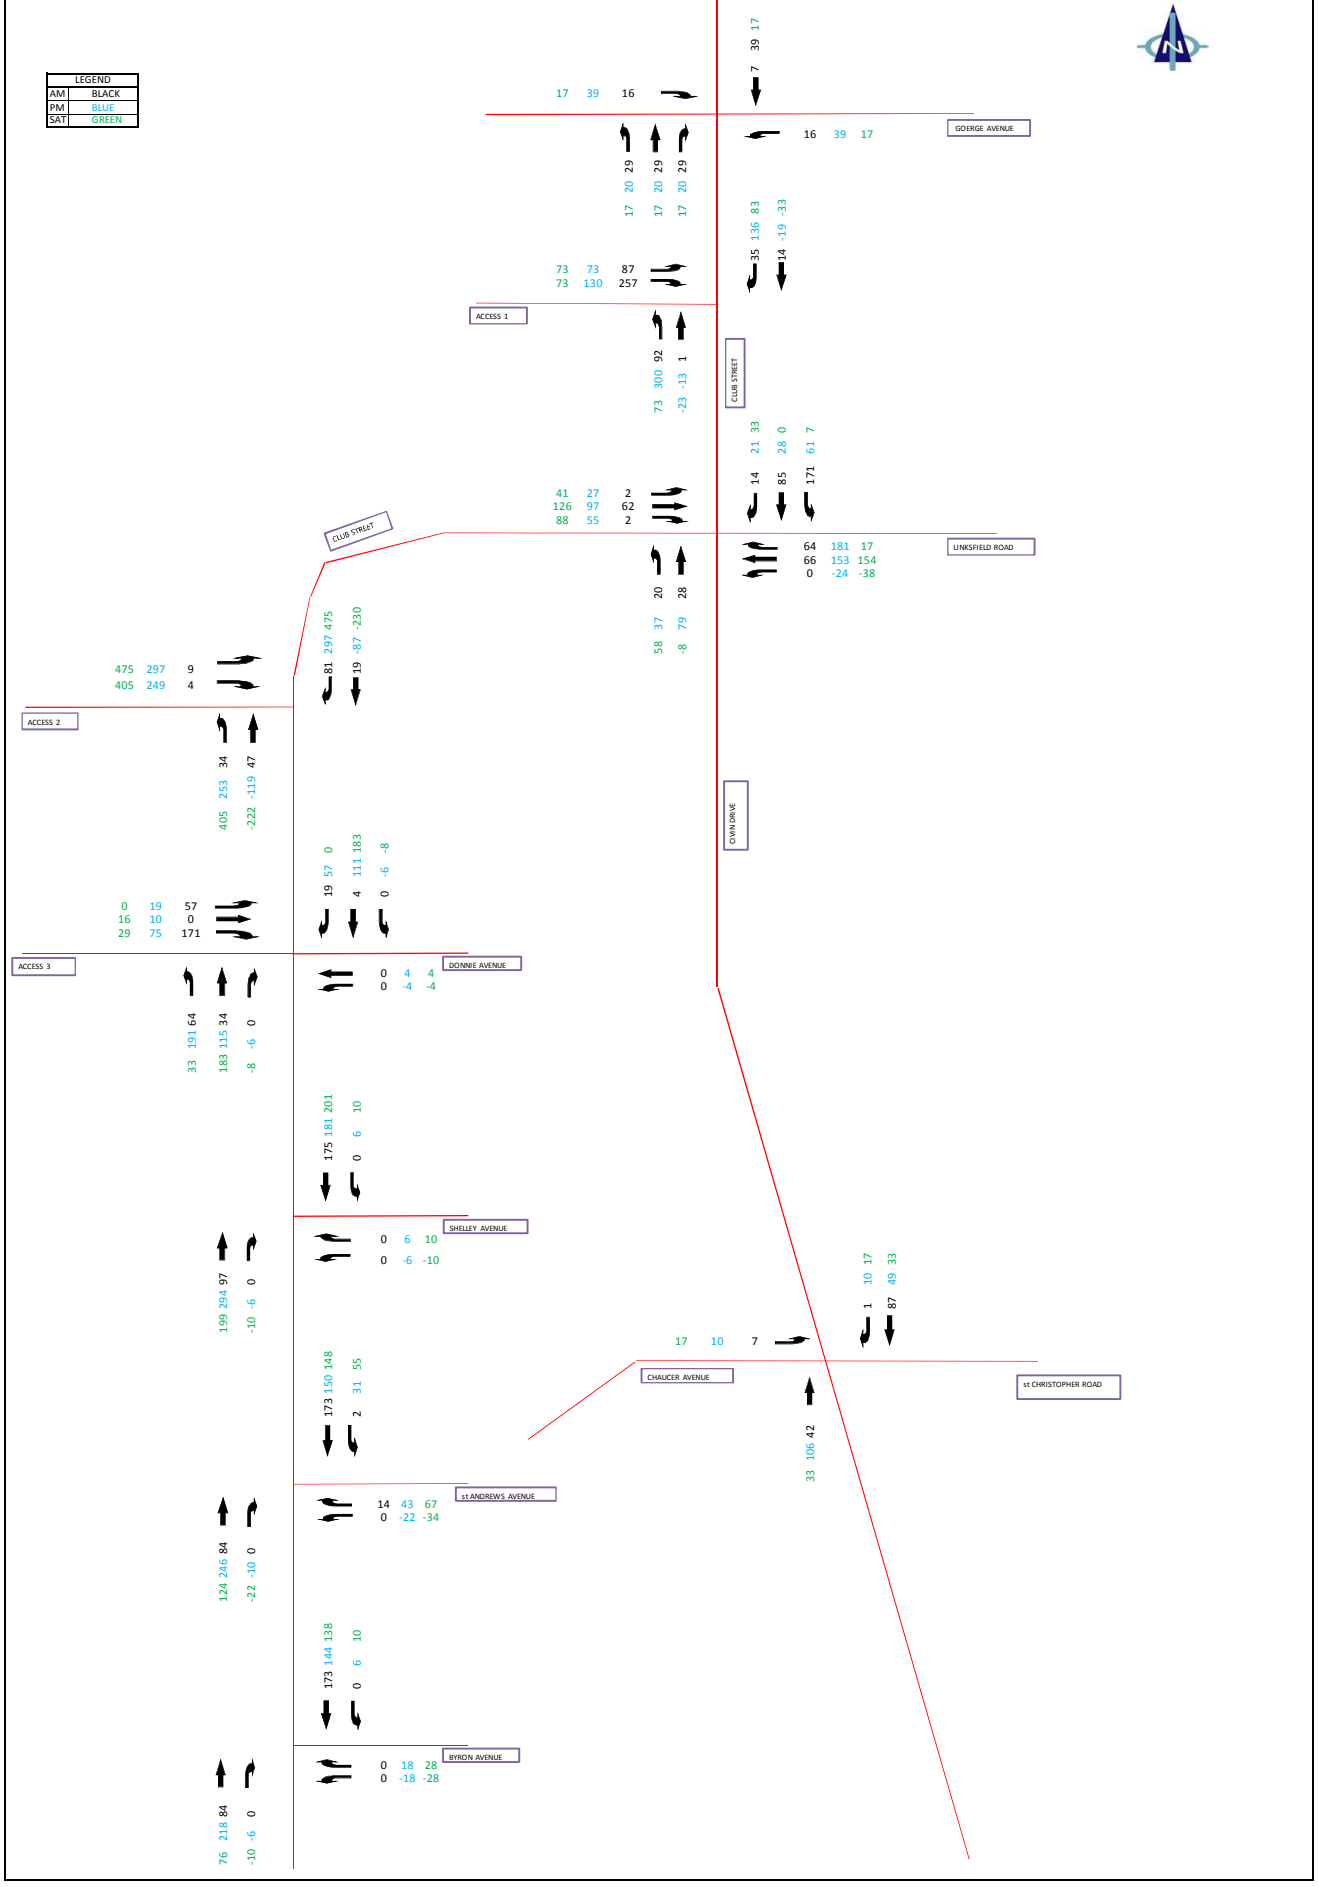 17
39
7
N
LEGEND
AM BLACK
PM BLUE
SAT GREEN
17 39 16
GOERGE AVENUE
16 39 17
29 29 29
20 20 20
17 17 17
83 -33
136 -19
35 14
73 73 87
73 130 257
ACCESS 1
CLUB STREET
92 1
300 -13
73 -23
33 0 7
21 28 61
14 85 171
41 27 2
126 97 62
88 55 2
CLUB STREET
LINKSFIELD ROAD
64 181 17
66 153 154
0 -24 -38
20 28
37 79
58 -8
475 -230
297 -87
81 19
475 297 9
405 249 4
ACCESS 2
34 47
253 -119
405 -222
CIVIN DRIVE
0 183 -8
57 111 -6
19 4 0
0 19 57
16 10 0
29 75 171
ACCESS 3
DONNIE AVENUE
0 4 4
0 -4 -4
64 34 0
191 115 -6
33 183 -8
201 10
181 6
175 0
SHELLEY AVENUE
0 6 10
0 -6 -10
97 0
294 -6
199 -10
17 33
10 49
1 87
17 10 7
CHAUCER AVENUE
st CHRISTOPHER ROAD
42
106
33
148 55
150 31
173 2
st ANDREWS AVENUE
14 43 67
0 -22 -34
84 0
246 -10
124 -22
138 10
144 6
173 0
BYRON AVENUE
0 18 28
0 -18 -28
84 0
218 -6
76 -10